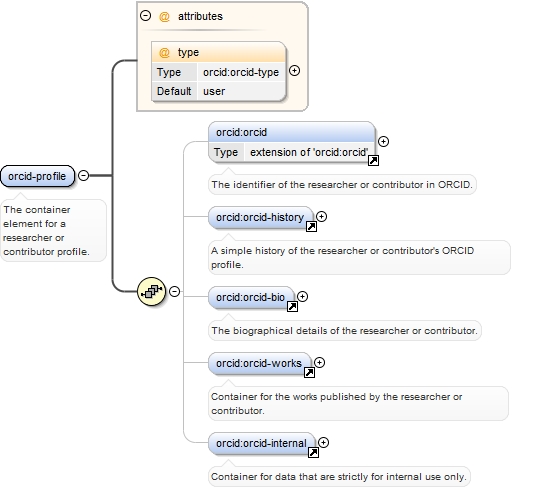 @ attributes
@ type
Type orcid:orcid-type
Default user
orcid:orcid
Type extension of 'orcid:orcid'
The identifier of the researcher or contributor in ORCID.
orcid-profile
The container
element for a
researcher or
contributor profile.
orcid:orcid-history
A simple history of the researcher or contributor's ORCID
profile.
orcid:orcid-bio
The biographical details of the researcher or contributor.
orcid:orcid-works
Container for the works published by the researcher or
contributor.
orcid:orcid-internal
Container for data that are strictly for internal use only.